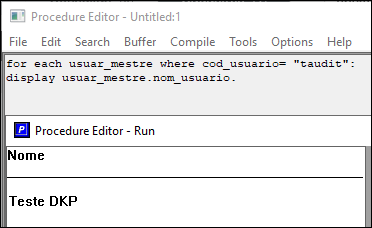 Procedure Editor - Untitled:1
File Edit Search Buffer Compile Tools Options Help
for each usuar_mestre where cod_usuario= "taudit":
display usuar_mestre.nom_usuario.
P Procedure Editor - Run
Nome
Teste DKP